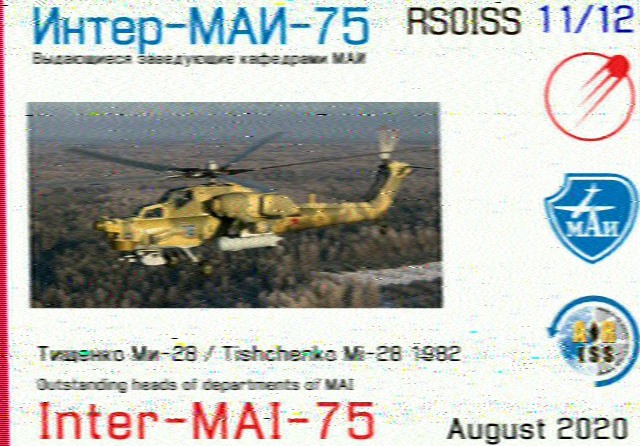 Интер-МАИ-75 RS0ISS 11/12
Выдающиеся заведующие кафедрами МАИ
МАИ
ISS
Тищенко Ми-28 / Tishchenko Mi-28 1982
Outstanding heads of departments of MAI
Inter-MAI-75 August 2020